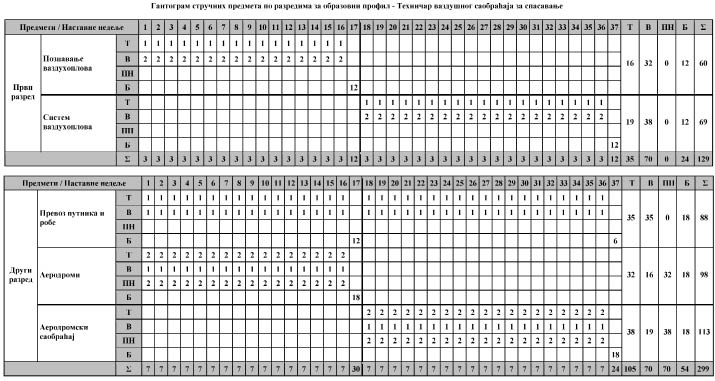 Гантограм стручних предмета по разредима за образовни профил - Техничар ваздушног саобраћаја за спасавање
Предмети / Наставне недеље 1 2 3 4 5 6 7 8 9 10 11 12 13 14 15 16 17 18 19 20 21 22 23 24 25 26 27 28 29 30 31 32 33 34 35 36 37 Т В ПН Б Σ
Први разред
Познавање ваздухоплова 16 32 0 12 60
Т 1 1 1 1 1 1 1 1 1 1 1 1 1 1 1 1
В 2 2 2 2 2 2 2 2 2 2 2 2 2 2 2 2
ПН
Б 12
Систем ваздухоплова 19 38 0 12 69
Т 1 1 1 1 1 1 1 1 1 1 1 1 1 1 1 1 1 1 1
В 2 2 2 2 2 2 2 2 2 2 2 2 2 2 2 2 2 2 2
ПН
Б 12
Σ 3 3 3 3 3 3 3 3 3 3 3 3 3 3 3 3 12 3 3 3 3 3 3 3 3 3 3 3 3 3 3 3 3 3 3 3 12 35 70 0 24 129
Предмети / Наставне недеље 1 2 3 4 5 6 7 8 9 10 11 12 13 14 15 16 17 18 19 20 21 22 23 24 25 26 27 28 29 30 31 32 33 34 35 36 37 Т В ПН Б Σ
Други разред
Превоз путника и робе 35 35 0 18 88
Т 1 1 1 1 1 1 1 1 1 1 1 1 1 1 1 1 1 1 1 1 1 1 1 1 1 1 1 1 1 1 1 1 1 1 1
В 1 1 1 1 1 1 1 1 1 1 1 1 1 1 1 1 1 1 1 1 1 1 1 1 1 1 1 1 1 1 1 1 1 1 1
ПН
Б 12 6
Аеродроми 32 16 32 18 98
Т 2 2 2 2 2 2 2 2 2 2 2 2 2 2 2 2
В 1 1 1 1 1 1 1 1 1 1 1 1 1 1 1 1
ПН 2 2 2 2 2 2 2 2 2 2 2 2 2 2 2 2
Б 18
Аеродромски саобраћај 38 19 38 18 113
Т 2 2 2 2 2 2 2 2 2 2 2 2 2 2 2 2 2 2 2
В 1 1 1 1 1 1 1 1 1 1 1 1 1 1 1 1 1 1 1
ПН 2 2 2 2 2 2 2 2 2 2 2 2 2 2 2 2 2 2 2
Б 18
Σ 7 7 7 7 7 7 7 7 7 7 7 7 7 7 7 7 30 7 7 7 7 7 7 7 7 7 7 7 7 7 7 7 7 7 7 7 24 105 70 70 54 299